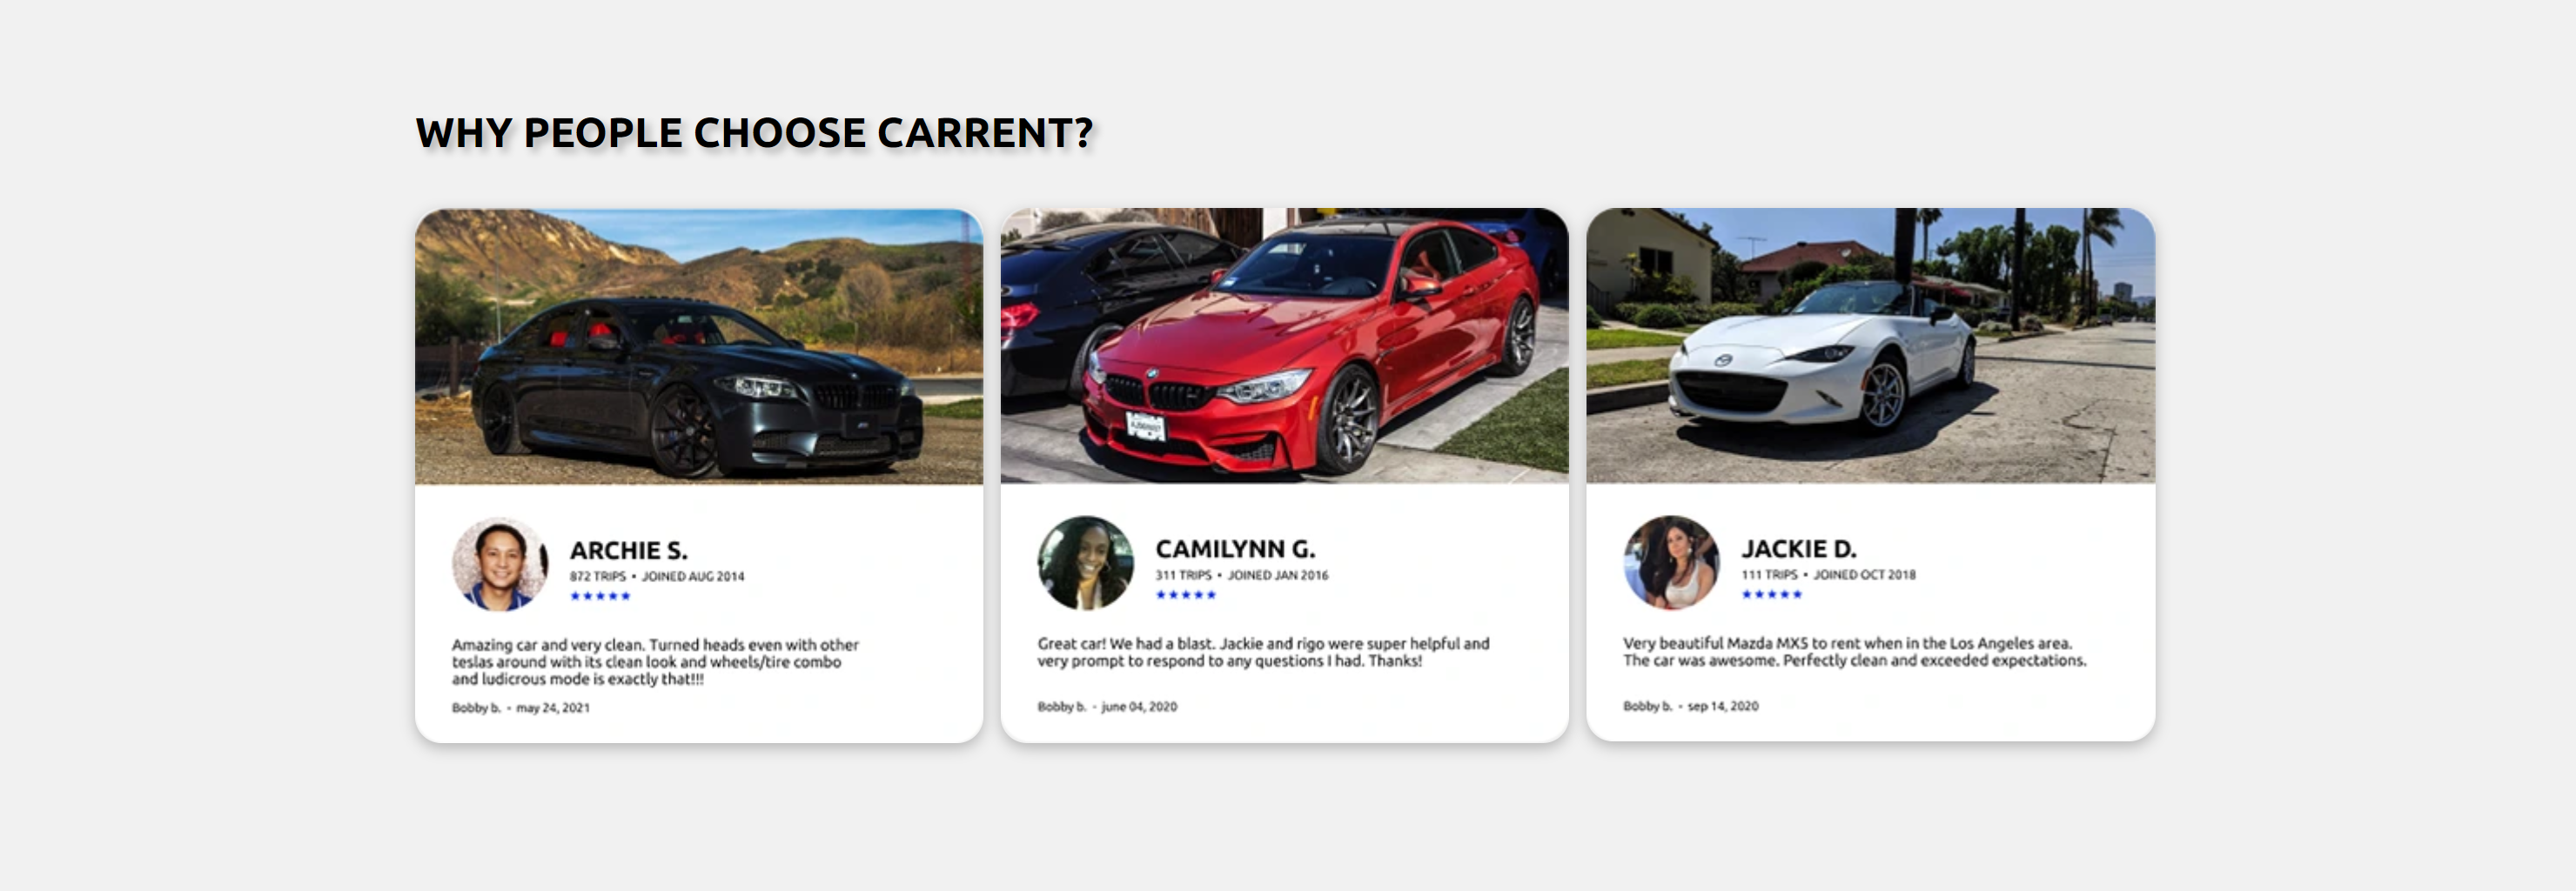 WHY PEOPLE CHOOSE CARRENT?
ARCHIE S.
872 TRIPS • JOINED AUG 2014
★★★★★
Amazing car and very clean. Turned heads even with other
teslas around with its clean look and wheels/tire combo
and ludicrous mode is exactly that!!!
Bobby b. - may 24, 2021
CAMILYNN G.
311 TRIPS • JOINED JAN 2016
★★★★★
Great car! We had a blast. Jackie and rigo were super helpful and
very prompt to respond to any questions I had. Thanks!
Bobby b. - june 04, 2020
JACKIE D.
111 TRIPS • JOINED OCT 2018
★★★★★
Very beautiful Mazda MX5 to rent when in the Los Angeles area.
The car was awesome. Perfectly clean and exceeded expectations.
Bobby b. - sep 14, 2020